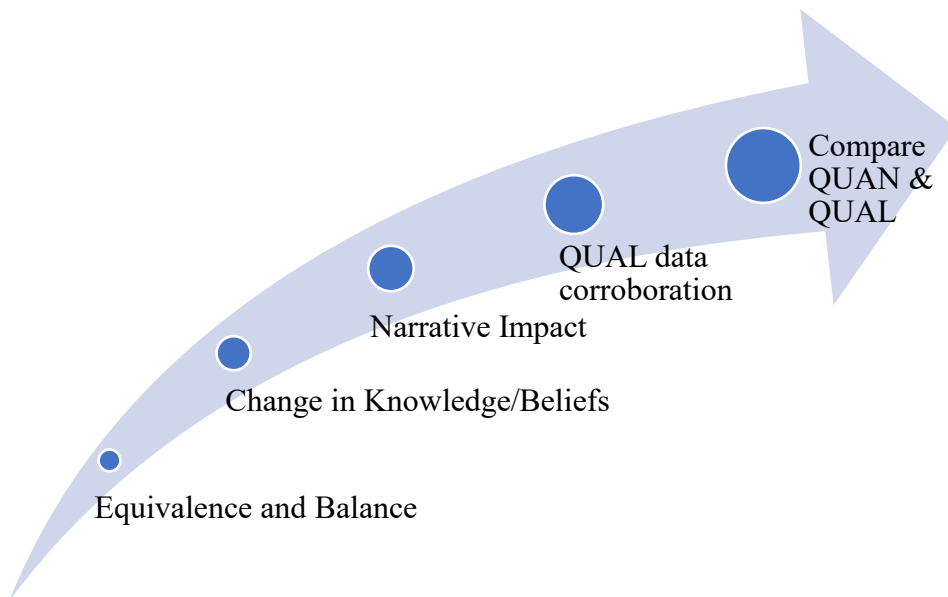 Compare
QUAN &
QUAL
QUAL data
corroboration
Narrative Impact
Change in Knowledge/Beliefs
Equivalence and Balance